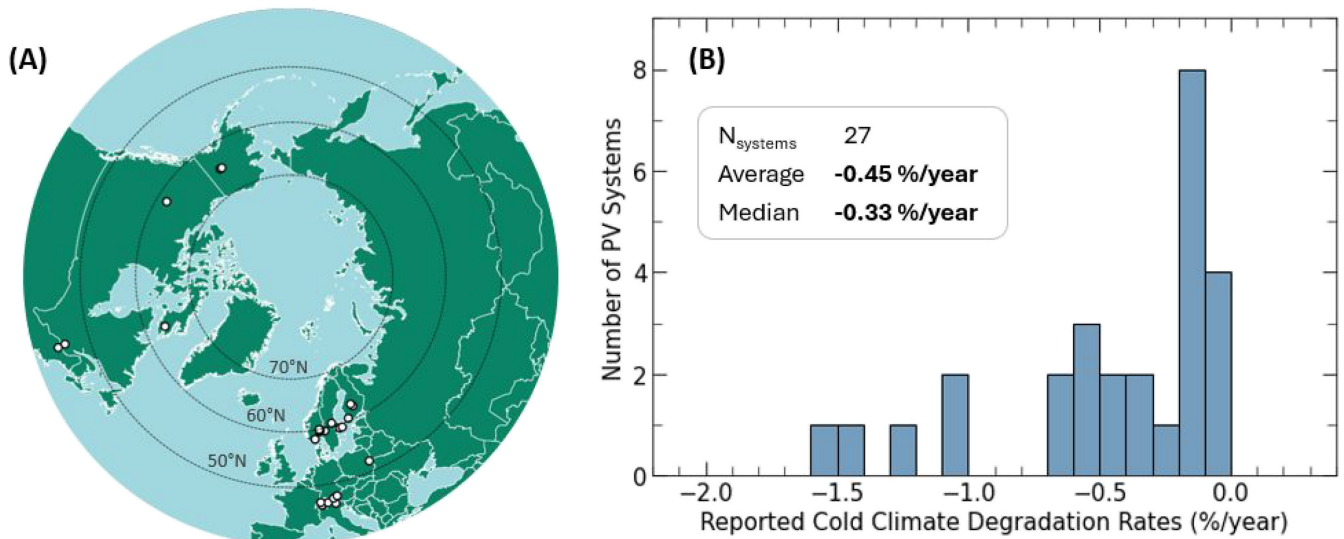 (A)
70°N
60°N
50°N
(B)
N_systems 27
Average -0.45 %/year
Median -0.33 %/year
Number of PV Systems
8
6
4
2
0
−2.0 −1.5 −1.0 −0.5 0.0
Reported Cold Climate Degradation Rates (%/year)